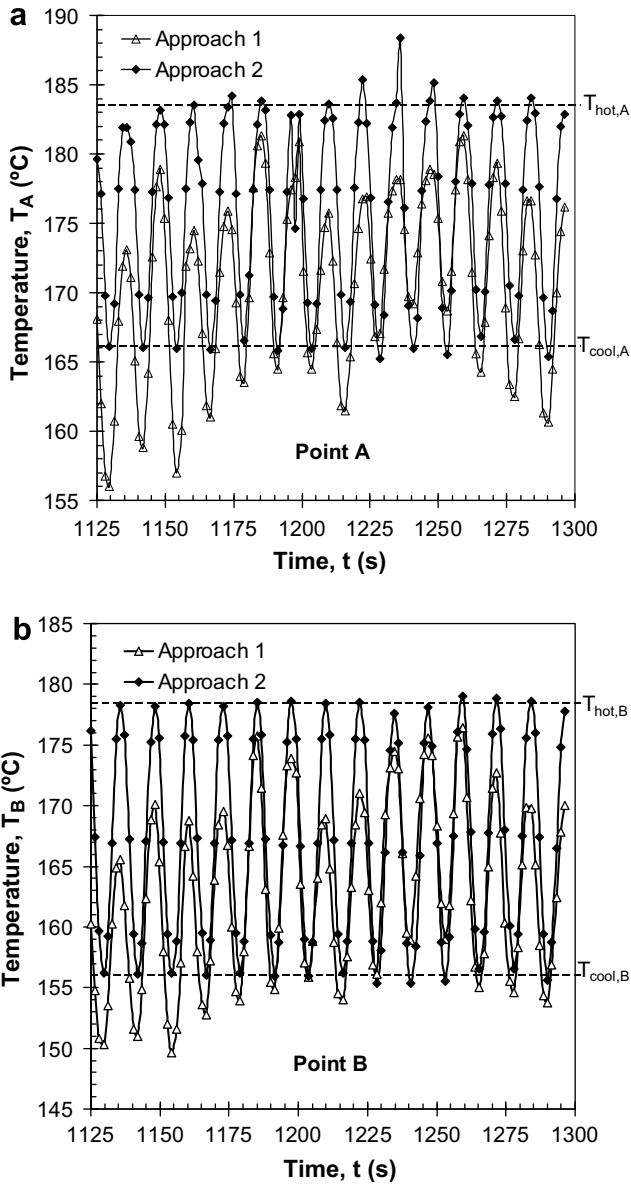 a
190
Approach 1
Approach 2
185
T_hot,A
180
175
170
T_cool,A
165
160
Point A
155
1125 1150 1175 1200 1225 1250 1275 1300
Temperature, T_A (ºC)
Time, t (s)
b
185
Approach 1
180
Approach 2
T_hot,B
175
170
165
160
T_cool,B
155
150
Point B
145
1125 1150 1175 1200 1225 1250 1275 1300
Temperature, T_B (ºC)
Time, t (s)